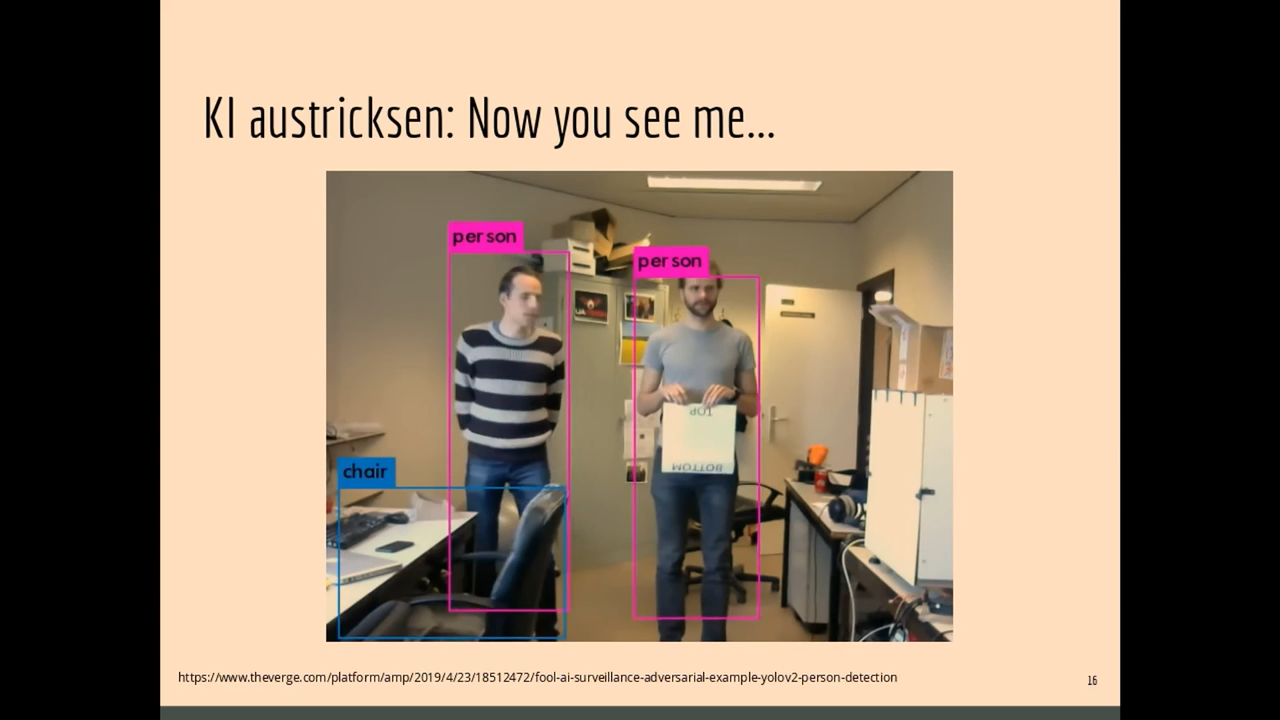 KI austricksen: Now you see me...
person
person
TOP
BOTTOM
chair
https://www.theverge.com/platform/amp/2019/4/23/18512472/fool-ai-surveillance-adversarial-example-yolov2-person-detection
16